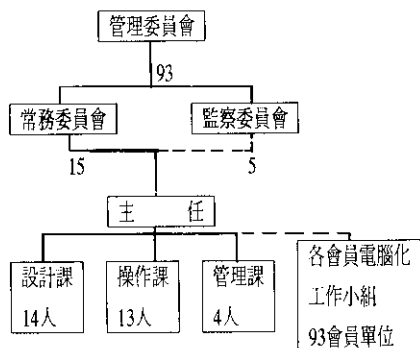 管理委員會
93
常務委員會
監察委員會
15
5
主 任
設計課
14人
操作課
13人
管理課
4人
各會員電腦化
工作小組
93會員單位